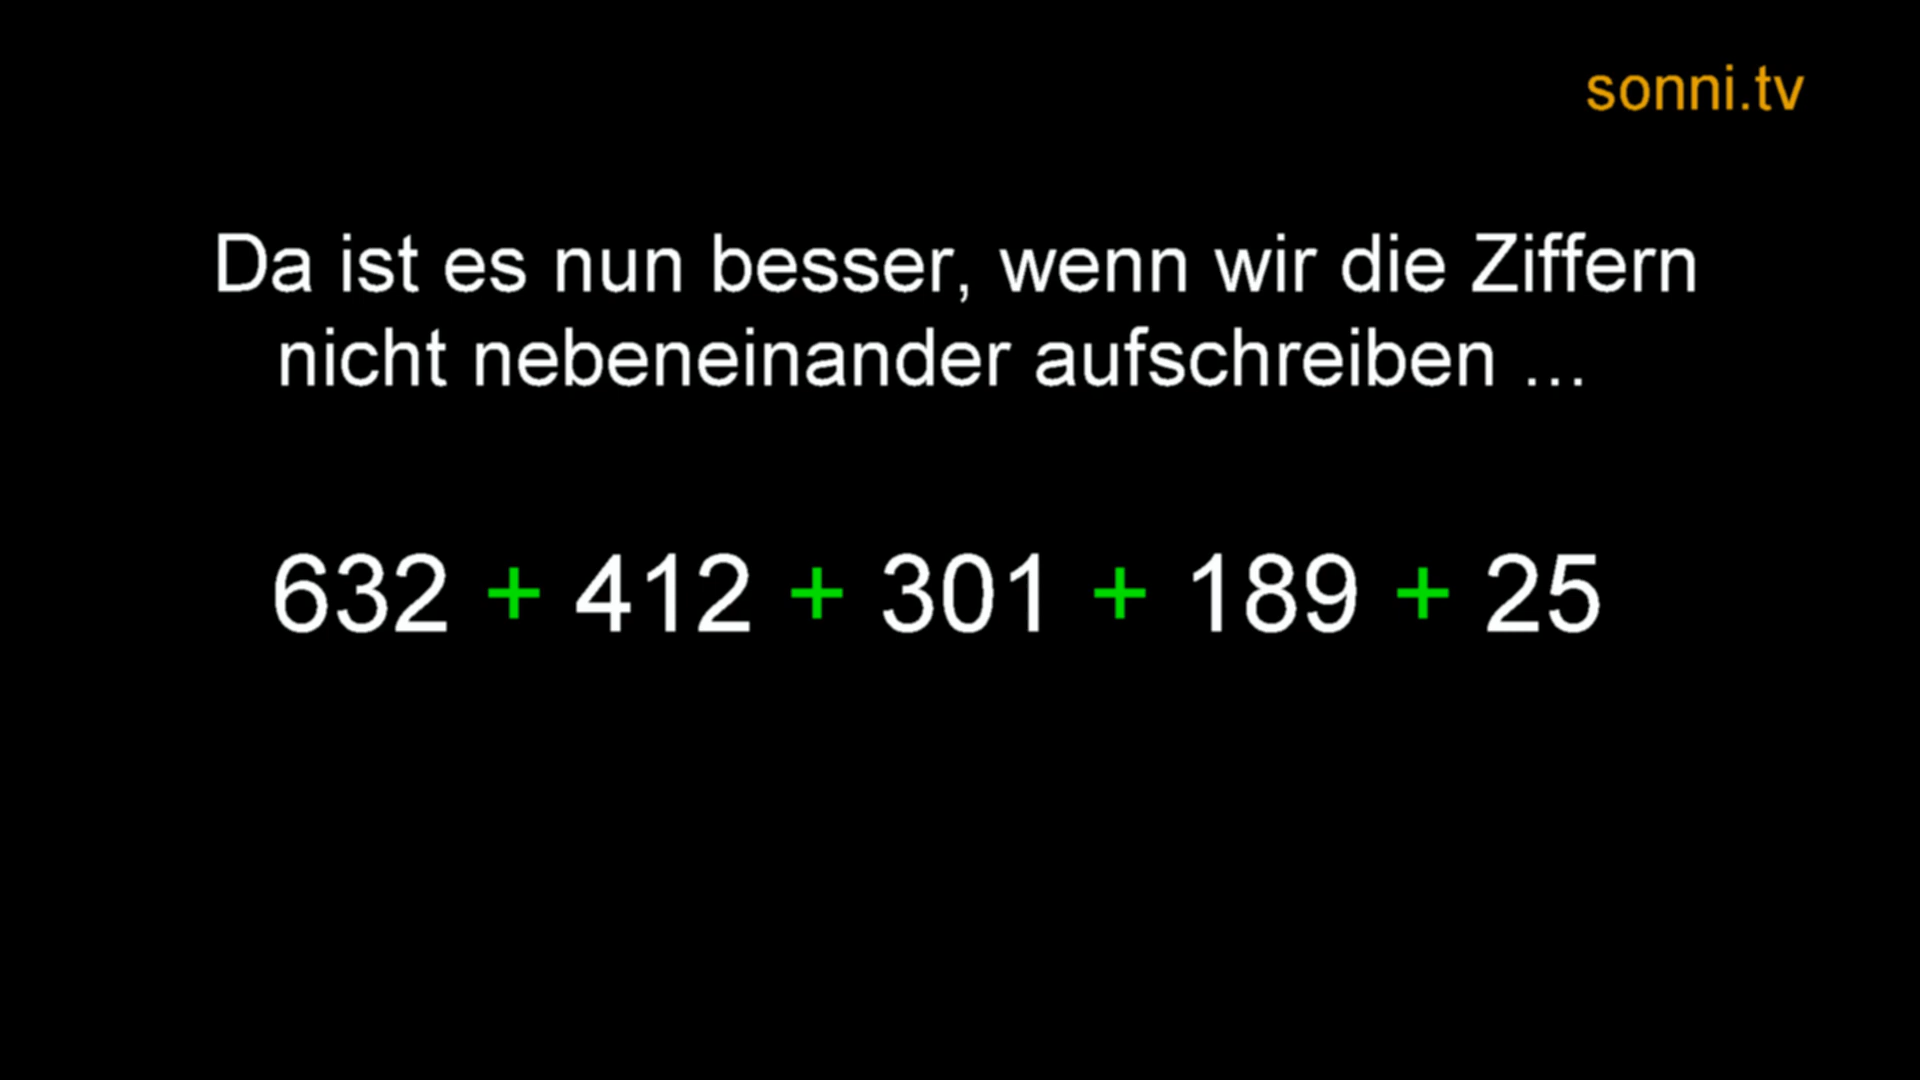 sonni.tv
Da ist es nun besser, wenn wir die Ziffern
nicht nebeneinander aufschreiben ...
632 + 412 + 301 + 189 + 25